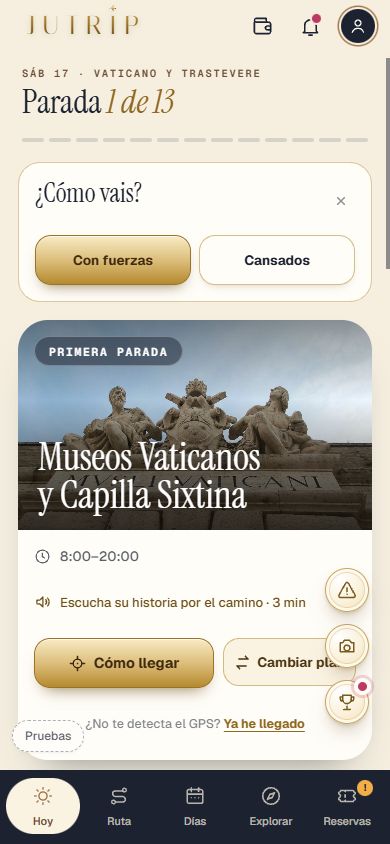 JUTRIP
SÁB 17 · VATICANO Y TRASTEVERE
Parada 1 de 13
¿Cómo vais?
×
Con fuerzas
Cansados
PRIMERA PARADA
Museos Vaticanos
y Capilla Sixtina
8:00–20:00
Escucha su historia por el camino · 3 min
Cómo llegar
Cambiar
¿No te detecta el GPS? Ya he llegado
Pruebas
!
Hoy
Ruta
Días
Explorar
Reservas